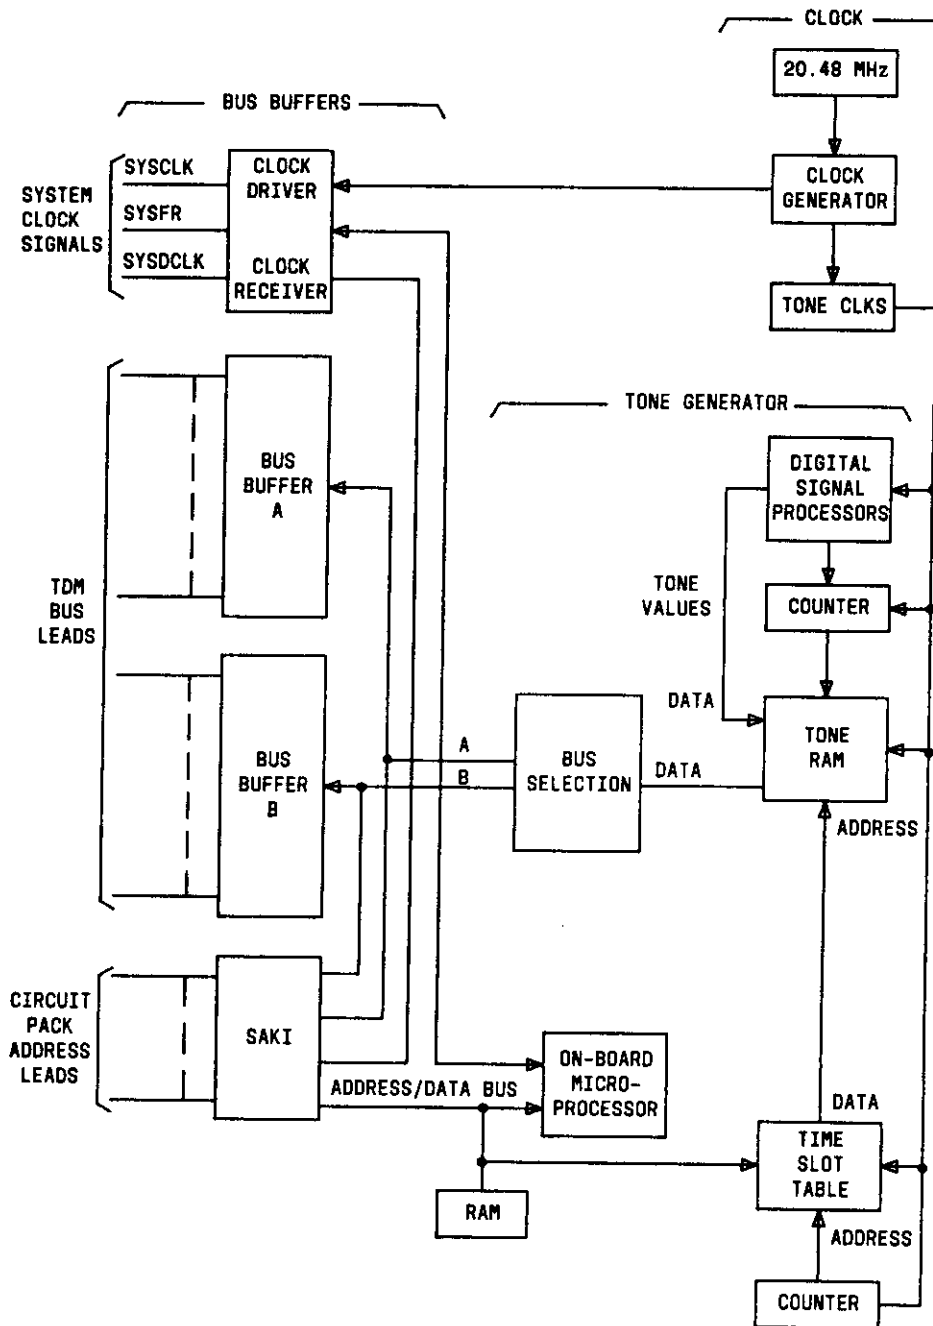 CLOCK
20.48 MHz
BUS BUFFERS
SYSTEM
CLOCK
SIGNALS
SYSCLK
SYSFR
SYSDCLK
CLOCK
DRIVER
CLOCK
RECEIVER
CLOCK
GENERATOR
TONE CLKS
TONE GENERATOR
TDM
BUS
LEADS
BUS
BUFFER
A
BUS
BUFFER
B
DIGITAL
SIGNAL
PROCESSORS
TONE
VALUES
COUNTER
DATA
TONE
RAM
A
B
BUS
SELECTION
DATA
ADDRESS
CIRCUIT
PACK
ADDRESS
LEADS
SAKI
ADDRESS/DATA BUS
ON-BOARD
MICRO-
PROCESSOR
DATA
TIME
SLOT
TABLE
RAM
ADDRESS
COUNTER